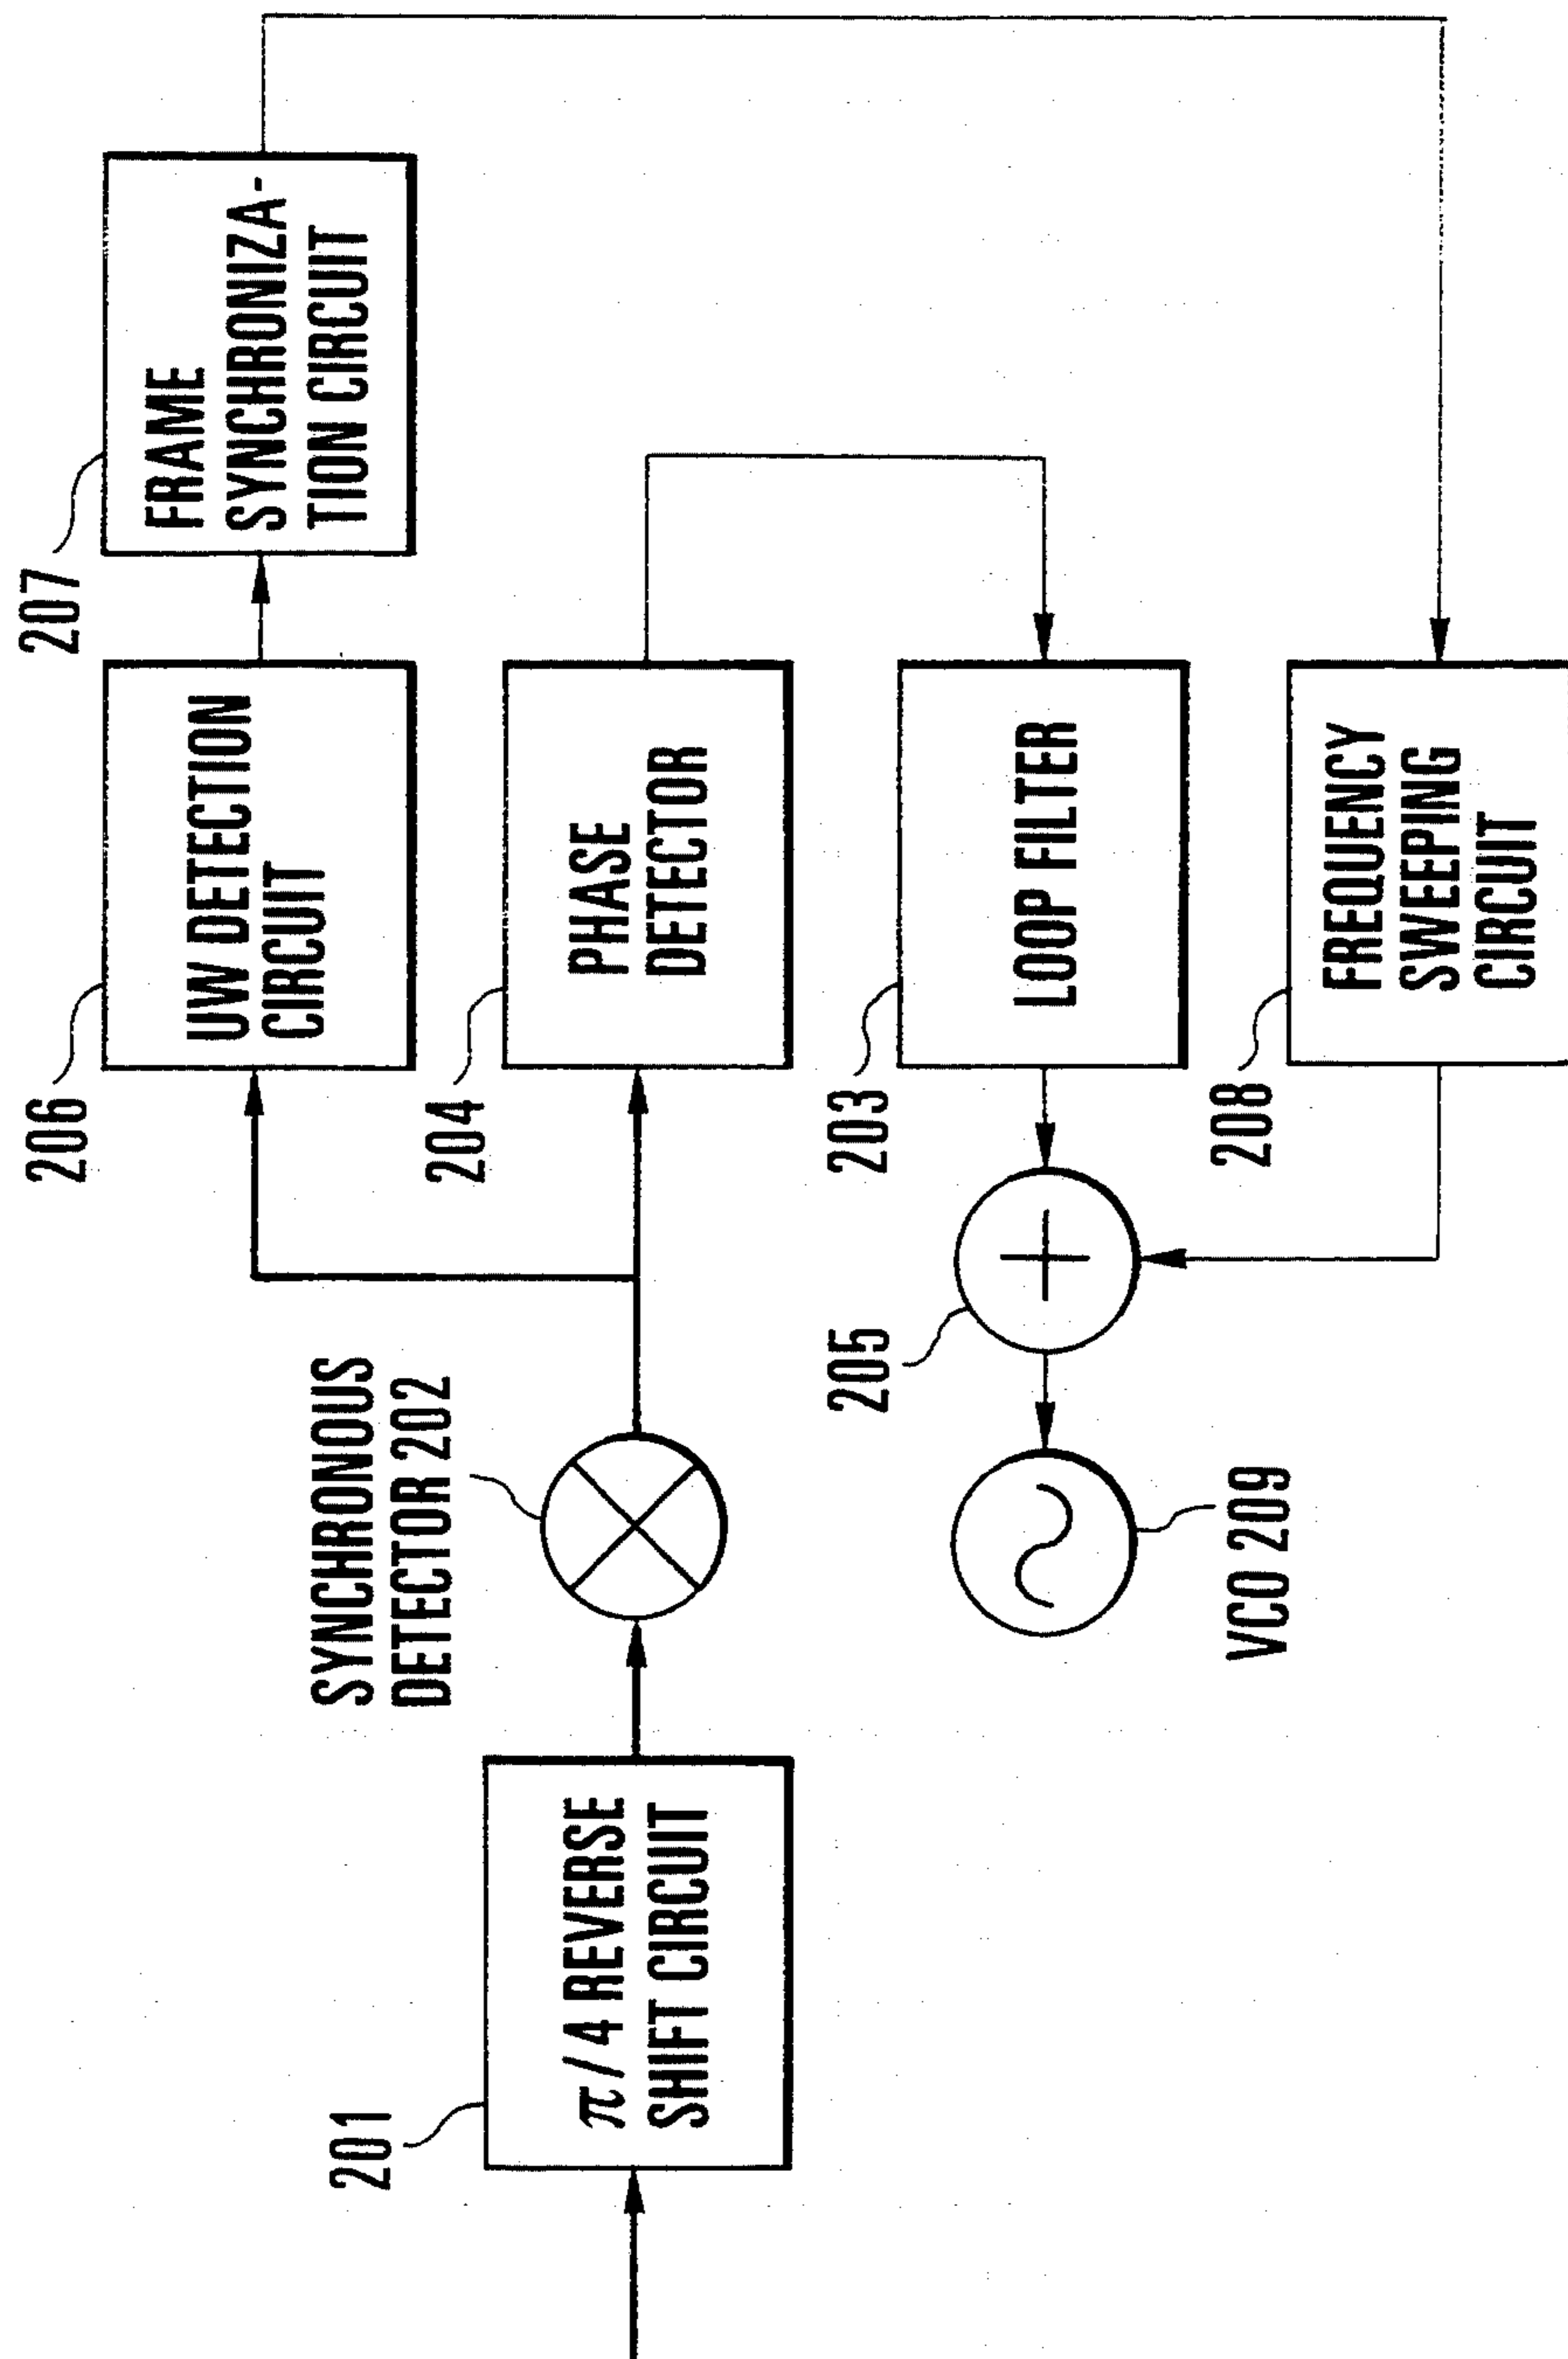 207
FRAME
SYNCHRONIZA-
TION CIRCUIT
206
UW DETECTION
CIRCUIT
SYNCHRONOUS
DETECTOR 202
204
PHASE
DETECTOR
201
π/4 REVERSE
SHIFT CIRCUIT
205
203
LOOP FILTER
VCO 209
208
FREQUENCY
SWEEPING
CIRCUIT